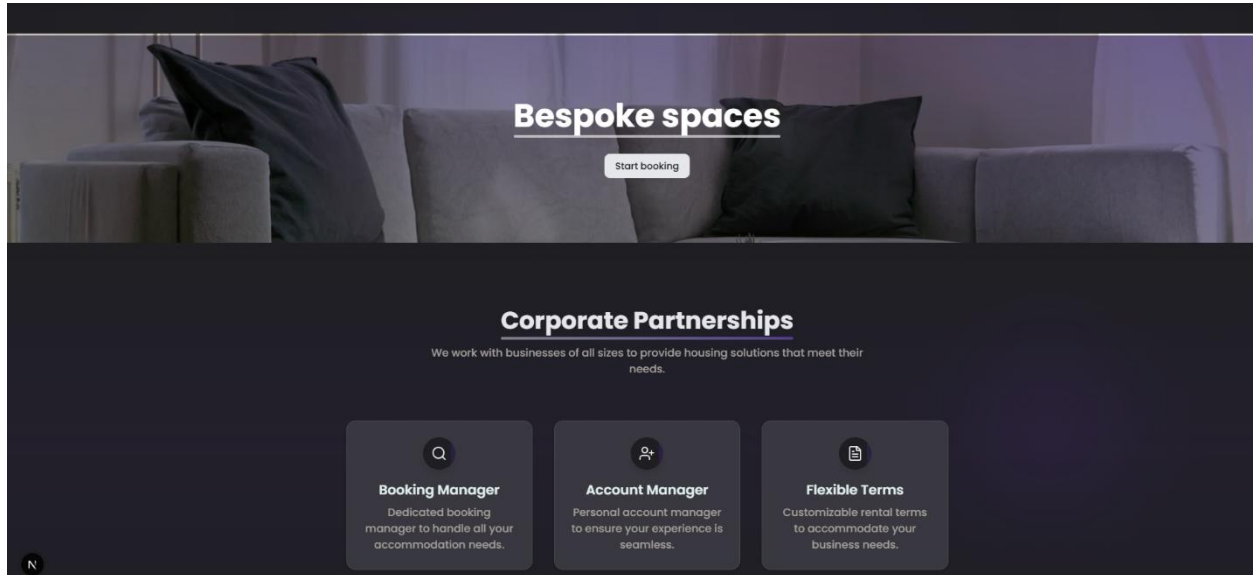 Bespoke spaces
Start booking
Corporate Partnerships
We work with businesses of all sizes to provide housing solutions that meet their
needs.
Booking Manager
Dedicated booking
manager to handle all your
accommodation needs.
Account Manager
Personal account manager
to ensure your experience is
seamless.
Flexible Terms
Customizable rental terms
to accommodate your
business needs.
N